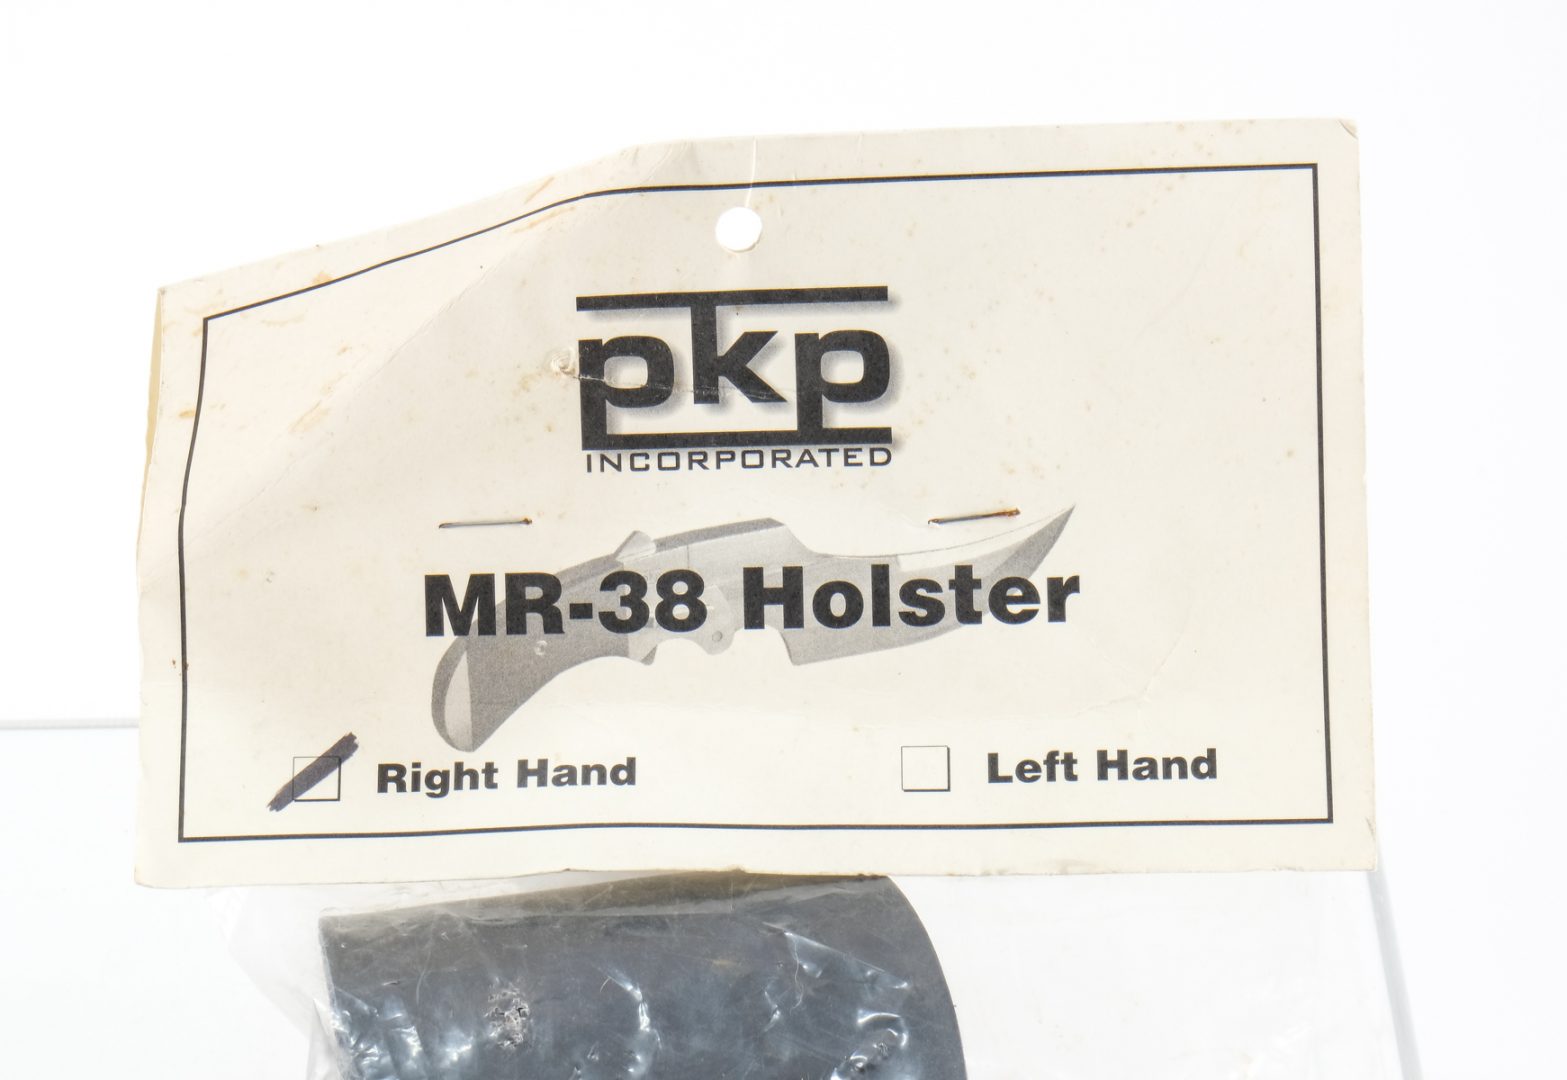 pkp
INCORPORATED
MR-38 Holster
Right Hand
Left Hand